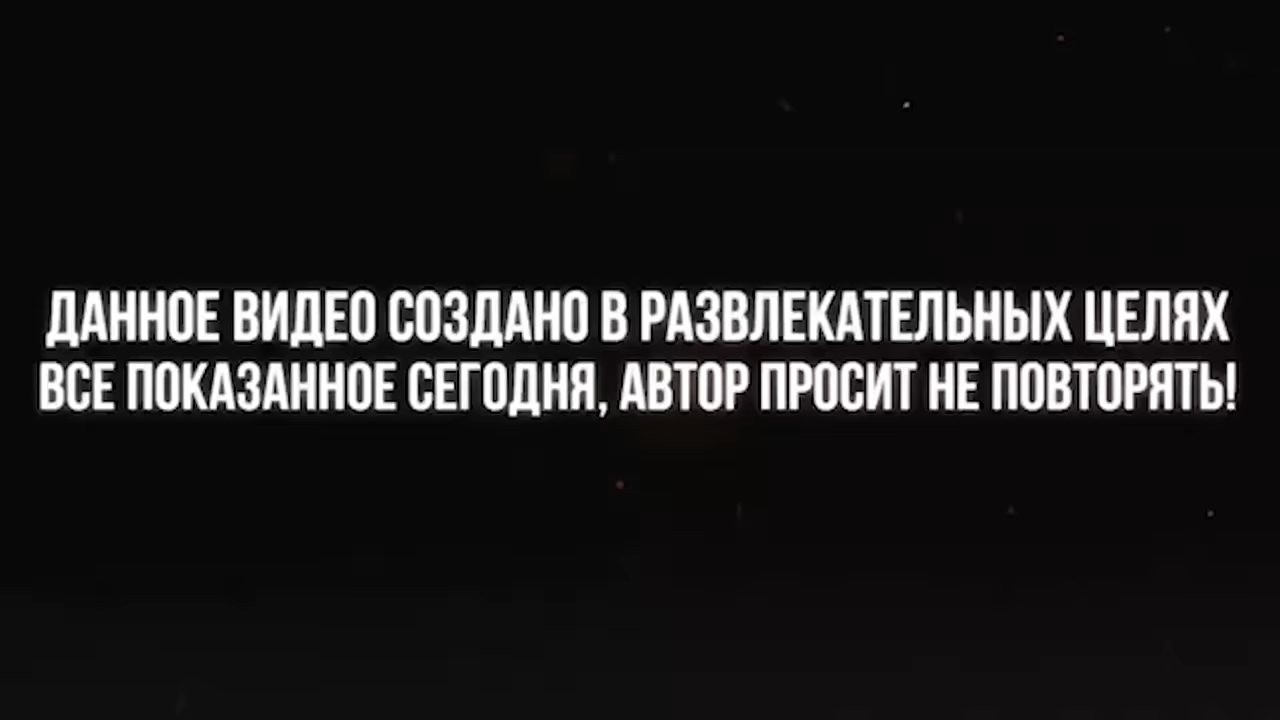 ДАННОЕ ВИДЕО СОЗДАНО В РАЗВЛЕКАТЕЛЬНЫХ ЦЕЛЯХ
ВСЕ ПОКАЗАННОЕ СЕГОДНЯ, АВТОР ПРОСИТ НЕ ПОВТОРЯТЬ!